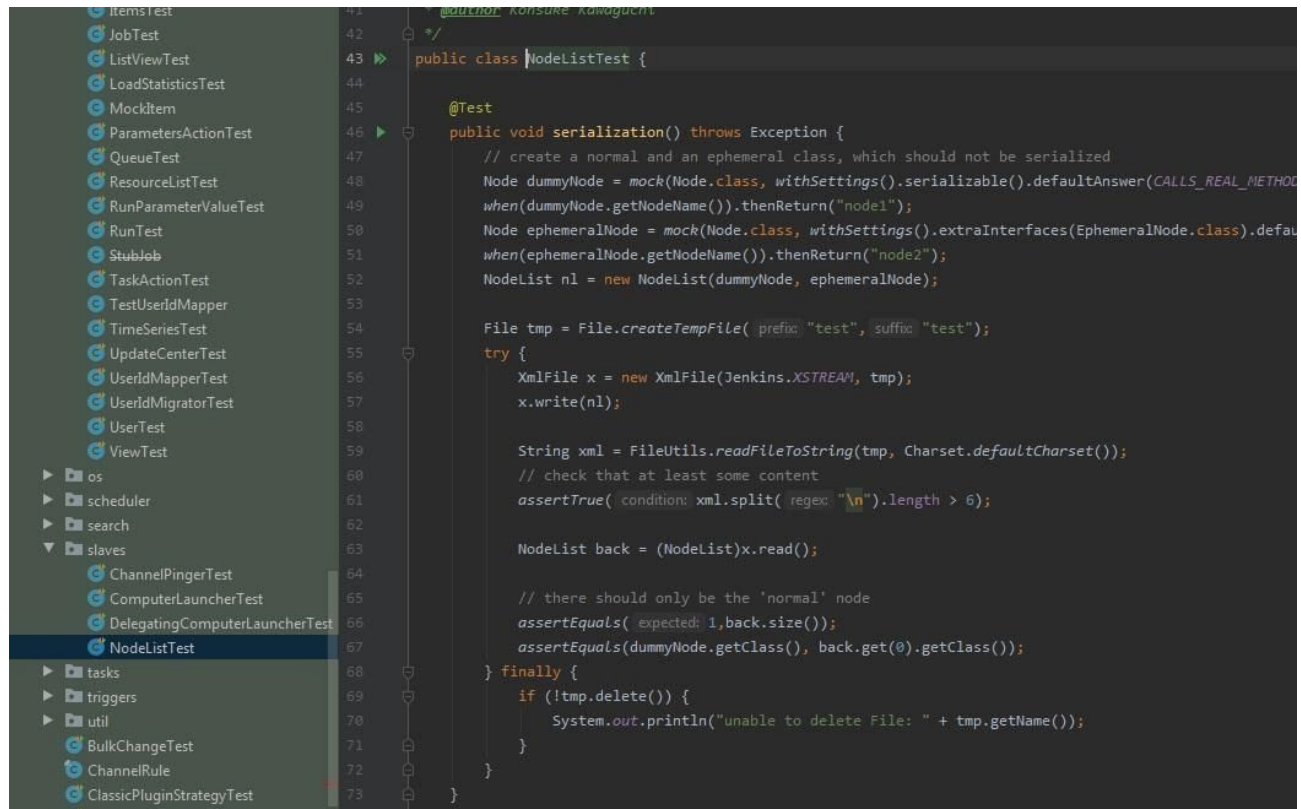 ItemsTest
JobTest
ListViewTest
LoadStatisticsTest
MockItem
ParametersActionTest
QueueTest
ResourceListTest
RunParameterValueTest
RunTest
StubJob
TaskActionTest
TestUserIdMapper
TimeSeriesTest
UpdateCenterTest
UserIdMapperTest
UserIdMigratorTest
UserTest
ViewTest
os
scheduler
search
slaves
ChannelPingerTest
ComputerLauncherTest
DelegatingComputerLauncherTest
NodeListTest
tasks
triggers
util
BulkChangeTest
ChannelRule
ClassicPluginStrategyTest
41 * @author Kohsuke Kawaguchi
42 */
43 public class NodeListTest {
44
45 @Test
46 public void serialization() throws Exception {
47 // create a normal and an ephemeral class, which should not be serialized
48 Node dummyNode = mock(Node.class, withSettings().serializable().defaultAnswer(CALLS_REAL_METHOD
49 when(dummyNode.getNodeName()).thenReturn("node1");
50 Node ephemeralNode = mock(Node.class, withSettings().extraInterfaces(EphemeralNode.class).defau
51 when(ephemeralNode.getNodeName()).thenReturn("node2");
52 NodeList nl = new NodeList(dummyNode, ephemeralNode);
53
54 File tmp = File.createTempFile( prefix: "test", suffix: "test");
55 try {
56 XmlFile x = new XmlFile(Jenkins.XSTREAM, tmp);
57 x.write(nl);
58
59 String xml = FileUtils.readFileToString(tmp, Charset.defaultCharset());
60 // check that at least some content
61 assertTrue( condition: xml.split( regex: "\n").length > 6);
62
63 NodeList back = (NodeList)x.read();
64
65 // there should only be the 'normal' node
66 assertEquals( expected: 1,back.size());
67 assertEquals(dummyNode.getClass(), back.get(0).getClass());
68 } finally {
69 if (!tmp.delete()) {
70 System.out.println("unable to delete File: " + tmp.getName());
71 }
72 }
73 }